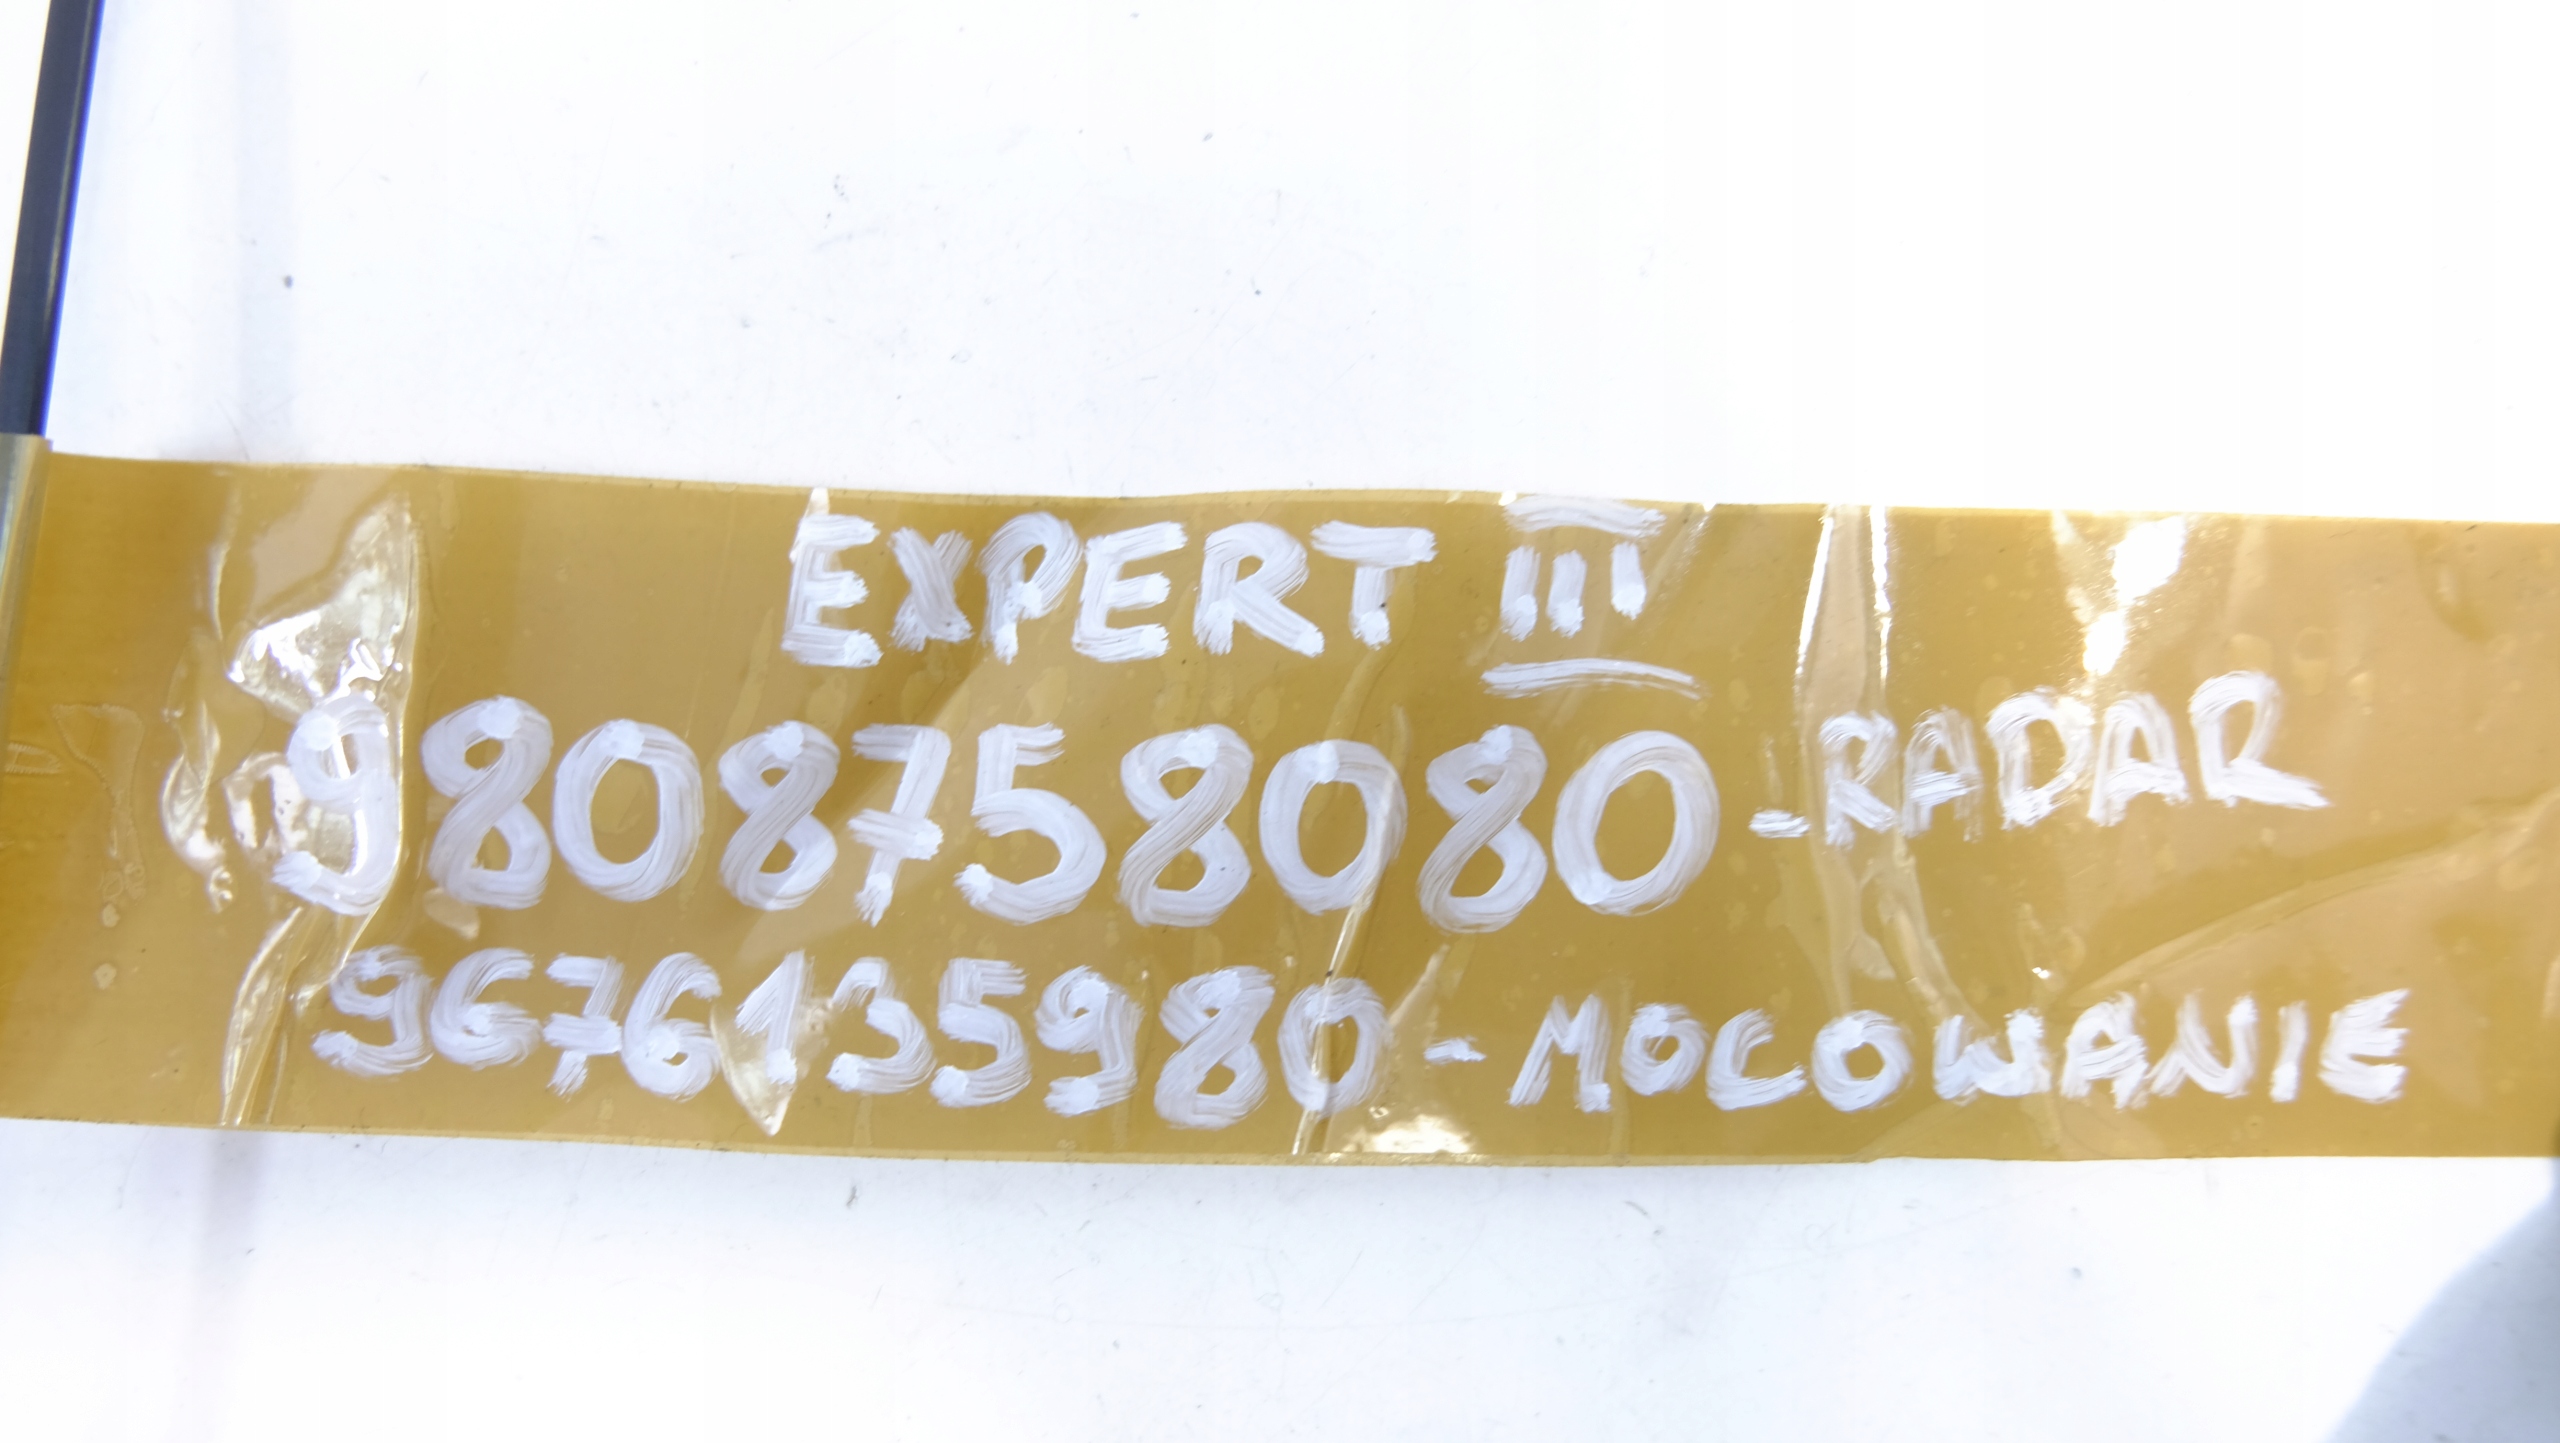 EXPERT III
9808758080 -RADAR
9676135980 - MOCOWANIE